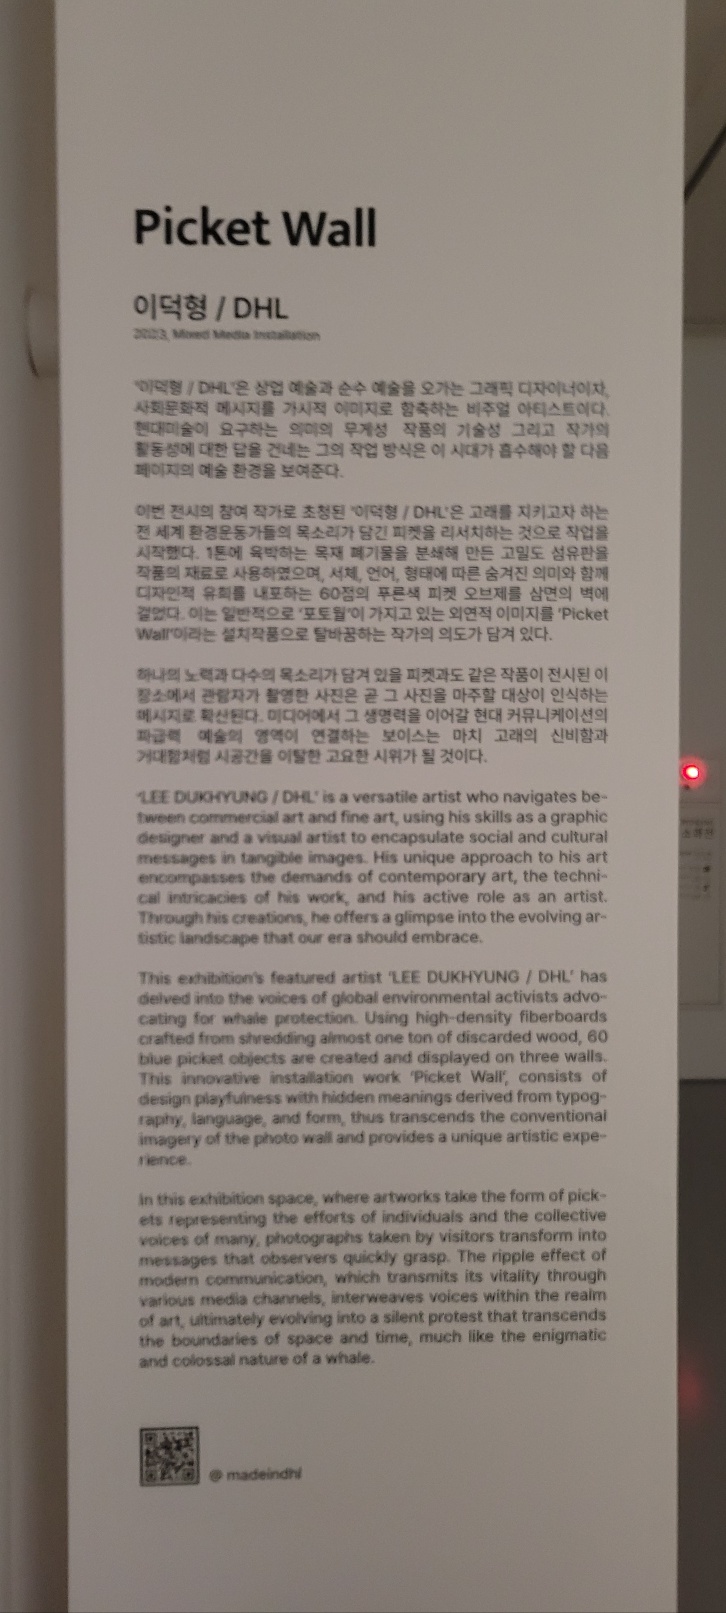 Picket Wall
이덕형 / DHL
2023, Mixed Media Installation
'이덕형 / DHL'은 상업 예술과 순수 예술을 오가는 그래픽 디자이너이자,
사회문화적 메시지를 가시적 이미지로 함축하는 비주얼 아티스트이다.
현대미술이 요구하는 의미의 무게성 작품의 기술성 그리고 작가의
활동성에 대한 답을 건네는 그의 작업 방식은 이 시대가 흡수해야 할 다음
페이지의 예술 환경을 보여준다.
이번 전시의 참여 작가로 초청된 '이덕형 / DHL'은 고래를 지키고자 하는
전 세계 환경운동가들의 목소리가 담긴 피켓을 리서치하는 것으로 작업을
시작했다. 1톤에 육박하는 목재 폐기물을 분쇄해 만든 고밀도 섬유판을
작품의 재료로 사용하였으며, 서체, 언어, 형태에 따른 숨겨진 의미와 함께
디자인적 유희를 내포하는 60점의 푸른색 피켓 오브제를 삼면의 벽에
걸었다. 이는 일반적으로 '포토월'이 가지고 있는 외연적 이미지를 'Picket
Wall'이라는 설치작품으로 탈바꿈하는 작가의 의도가 담겨 있다.
하나의 노력과 다수의 목소리가 담겨 있을 피켓과도 같은 작품이 전시된 이
장소에서 관람자가 촬영한 사진은 곧 그 사진을 마주할 대상이 인식하는
메시지로 확산된다. 미디어에서 그 생명력을 이어갈 현대 커뮤니케이션의
파급력 예술의 영역이 연결하는 보이스는 마치 고래의 신비함과
거대함처럼 시공간을 이탈한 고요한 시위가 될 것이다.
'LEE DUKHYUNG / DHL' is a versatile artist who navigates be-
tween commercial art and fine art, using his skills as a graphic
designer and a visual artist to encapsulate social and cultural
messages in tangible images. His unique approach to his art
encompasses the demands of contemporary art, the techni-
cal intricacies of his work, and his active role as an artist.
Through his creations, he offers a glimpse into the evolving ar-
tistic landscape that our era should embrace.
This exhibition's featured artist 'LEE DUKHYUNG / DHL' has
delved into the voices of global environmental activists advo-
cating for whale protection. Using high-density fiberboards
crafted from shredding almost one ton of discarded wood, 60
blue picket objects are created and displayed on three walls.
This innovative installation work 'Picket Wall', consists of
design playfulness with hidden meanings derived from typog-
raphy, language, and form, thus transcends the conventional
imagery of the photo wall and provides a unique artistic expe-
rience.
In this exhibition space, where artworks take the form of pick-
ets representing the efforts of individuals and the collective
voices of many, photographs taken by visitors transform into
messages that observers quickly grasp. The ripple effect of
modern communication, which transmits its vitality through
various media channels, interweaves voices within the realm
of art, ultimately evolving into a silent protest that transcends
the boundaries of space and time, much like the enigmatic
and colossal nature of a whale.
@ madeindhl